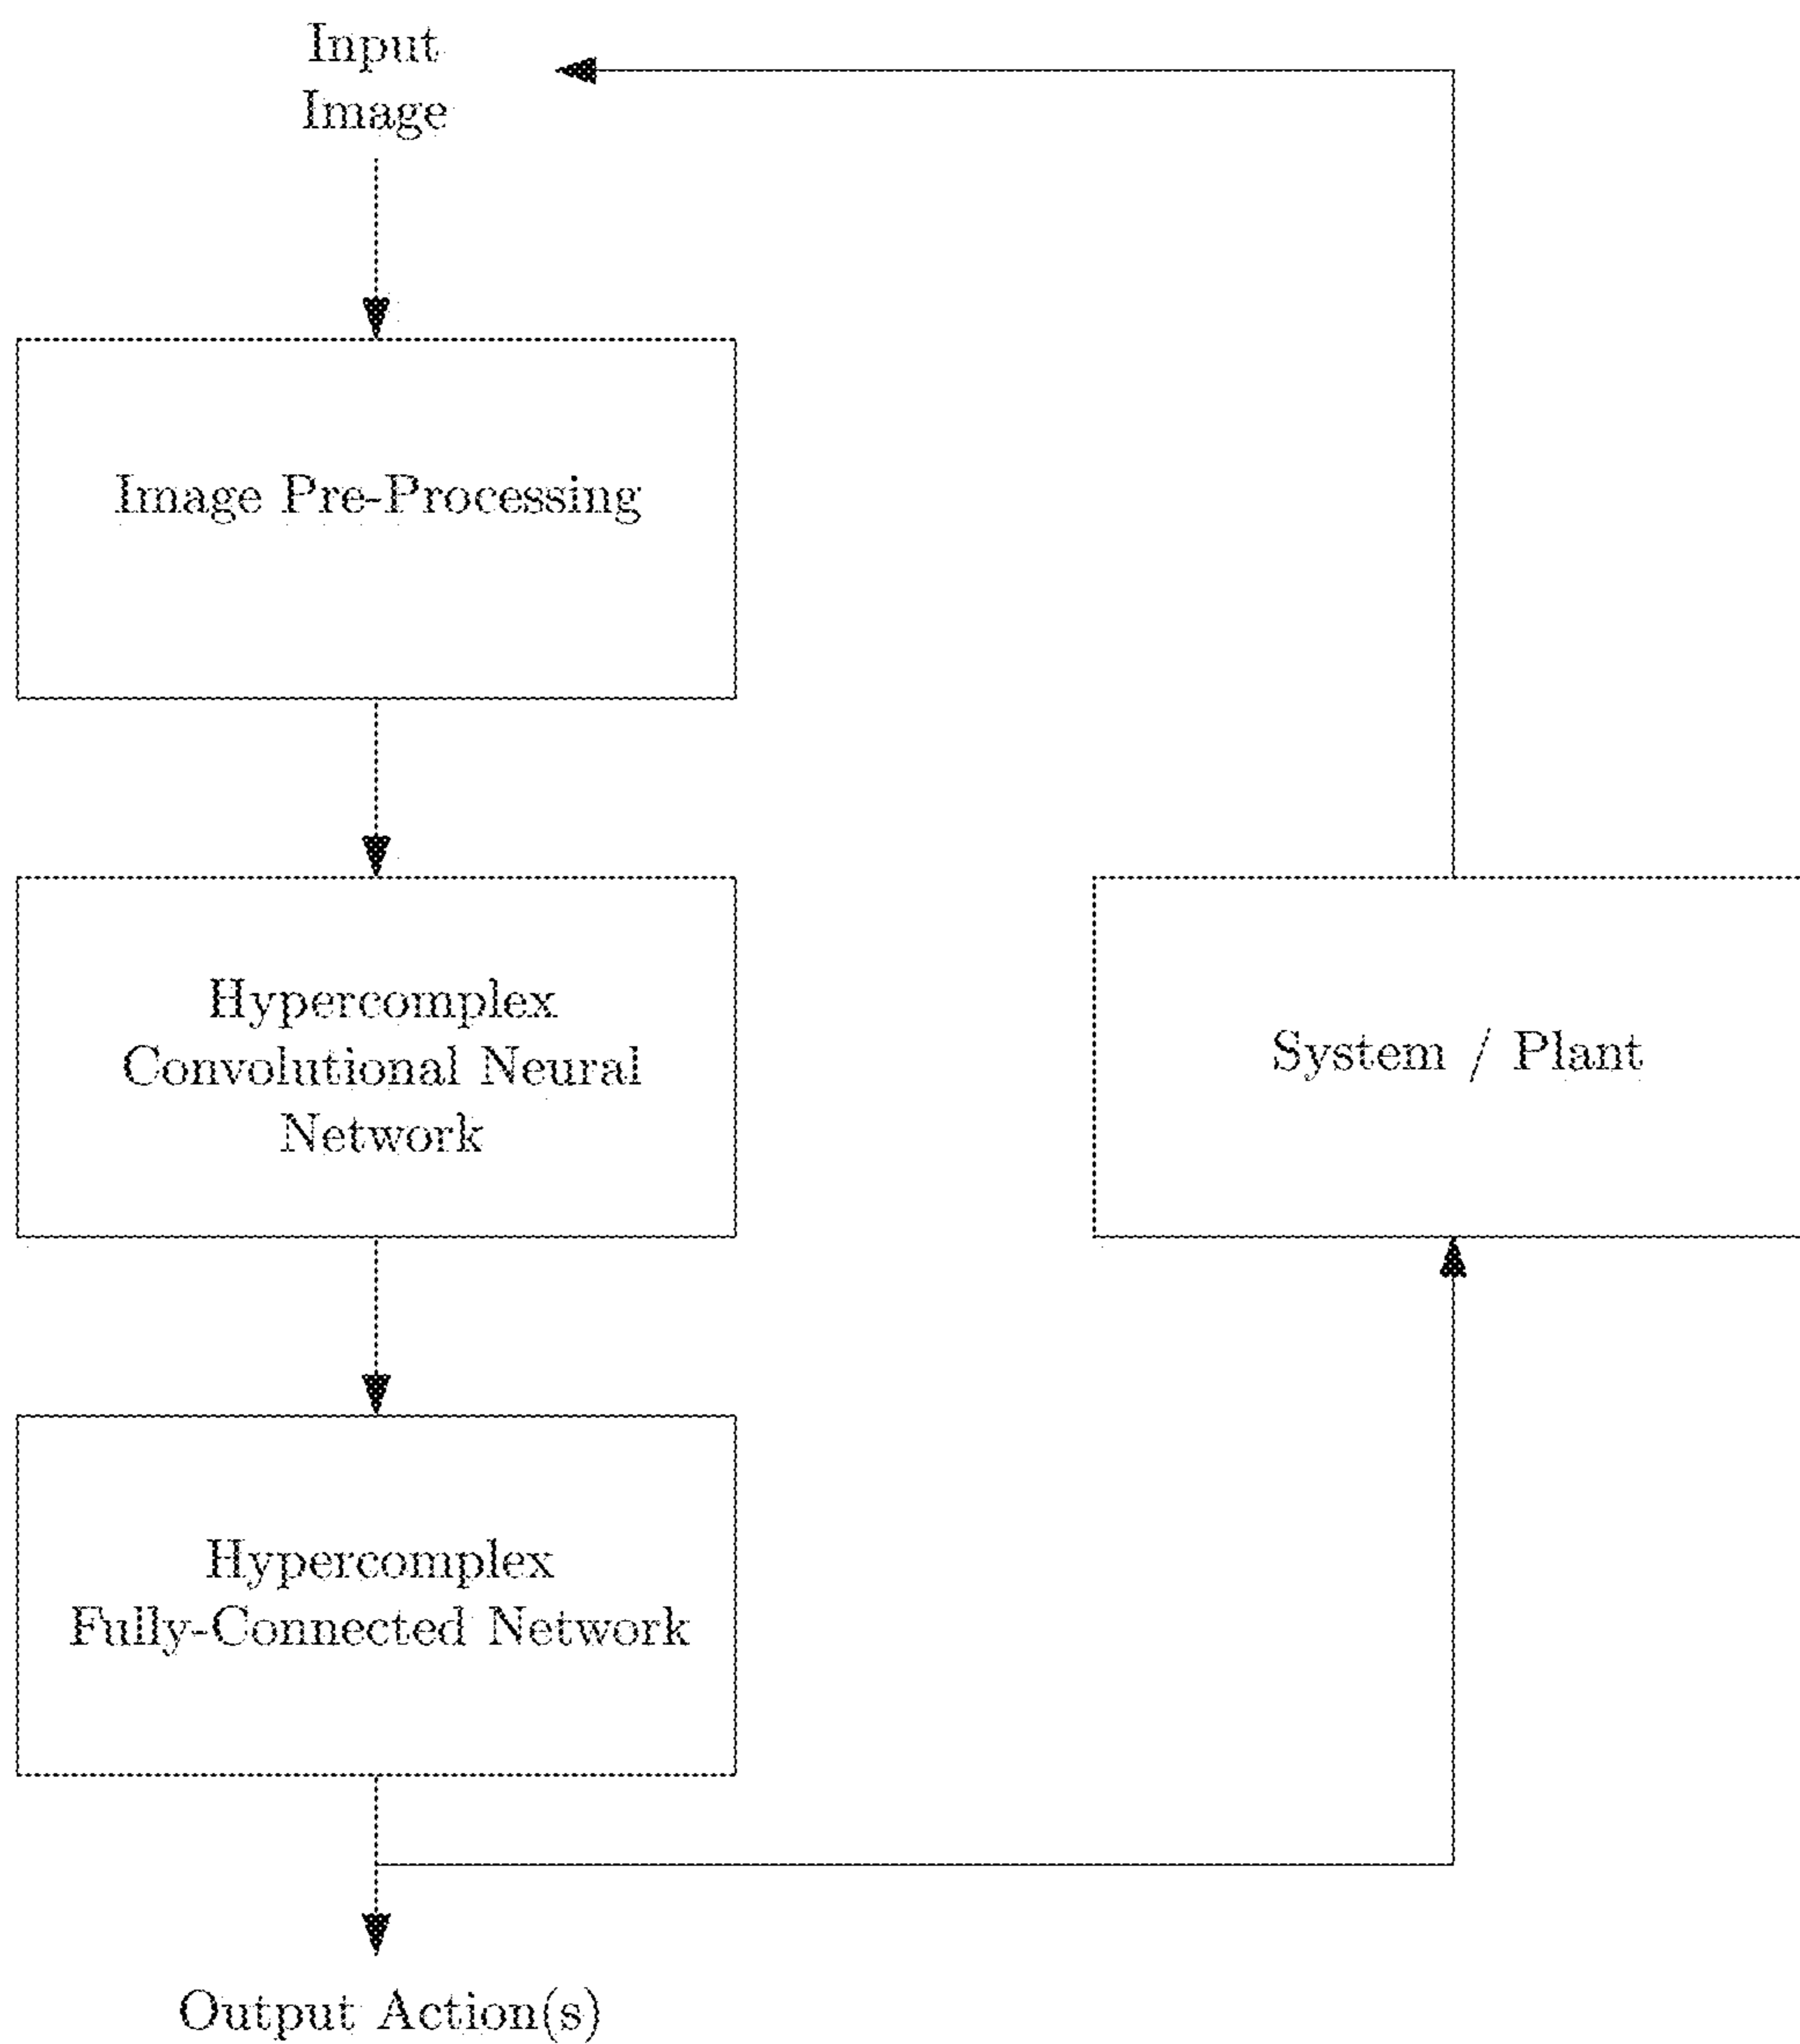 Input
Image
Image Pre-Processing
Hypercomplex
Convolutional Neural
Network
System / Plant
Hypercomplex
Fully-Connected Network
Output Action(s)